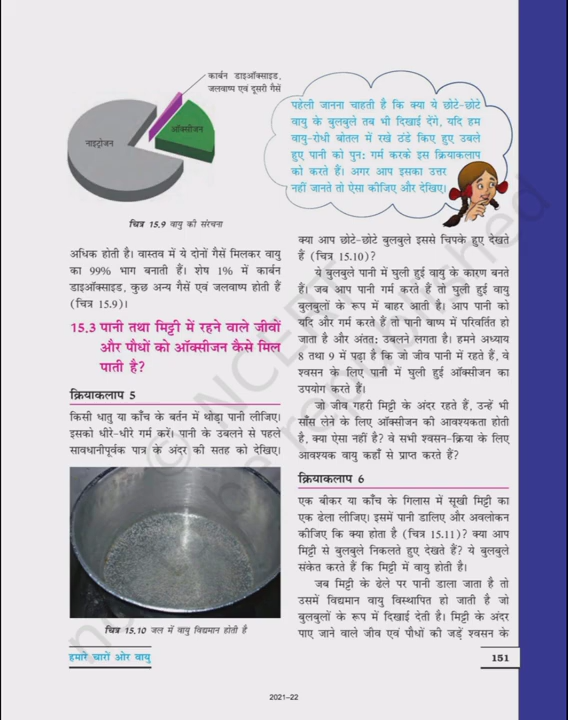 कार्बन डाइऑक्साइड,
जलवाष्प एवं दूसरी गैसें
ऑक्सीजन
नाइट्रोजन
चित्र 15.9 वायु की संरचना
अधिक होती है। वास्तव में ये दोनों गैसें मिलकर वायु
का 99% भाग बनाती हैं। शेष 1% में कार्बन
डाइऑक्साइड, कुछ अन्य गैसें एवं जलवाष्प होती हैं
(चित्र 15.9)।
15.3 पानी तथा मिट्टी में रहने वाले जीवों
और पौधों को ऑक्सीजन कैसे मिल
पाती है?
क्रियाकलाप 5
किसी धातु या काँच के बर्तन में थोड़ा पानी लीजिए।
इसको धीरे-धीरे गर्म करें। पानी के उबलने से पहले
सावधानीपूर्वक पात्र के अंदर की सतह को देखिए।
चित्र 15.10 जल में वायु विद्यमान होती है
पहेली जानना चाहती है कि क्या ये छोटे-छोटे
वायु के बुलबुले तब भी दिखाई देंगे, यदि हम
वायु-रोधी बोतल में रखे ठंडे किए हुए उबले
हुए पानी को पुन: गर्म करके इस क्रियाकलाप
को करते हैं। अगर आप इसका उत्तर
नहीं जानते तो ऐसा कीजिए और देखिए।
क्या आप छोटे-छोटे बुलबुले इससे चिपके हुए देखते
हैं (चित्र 15.10)?
ये बुलबुले पानी में घुली हुई वायु के कारण बनते
हैं। जब आप पानी गर्म करते हैं तो घुली हुई वायु
बुलबुलों के रूप में बाहर आती है। आप पानी को
यदि और गर्म करते हैं तो पानी वाष्प में परिवर्तित हो
जाता है और अंतत: उबलने लगता है। हमने अध्याय
8 तथा 9 में पढ़ा है कि जो जीव पानी में रहते हैं, वे
श्वसन के लिए पानी में घुली हुई ऑक्सीजन का
उपयोग करते हैं।
जो जीव गहरी मिट्टी के अंदर रहते हैं, उन्हें भी
साँस लेने के लिए ऑक्सीजन की आवश्यकता होती
है, क्या ऐसा नहीं है? वे सभी श्वसन-क्रिया के लिए
आवश्यक वायु कहाँ से प्राप्त करते हैं?
क्रियाकलाप 6
एक बीकर या काँच के गिलास में सूखी मिट्टी का
एक ढेला लीजिए। इसमें पानी डालिए और अवलोकन
कीजिए कि क्या होता है (चित्र 15.11)? क्या आप
मिट्टी से बुलबुले निकलते हुए देखते हैं? ये बुलबुले
संकेत करते हैं कि मिट्टी में वायु होती है।
जब मिट्टी के ढेले पर पानी डाला जाता है तो
उसमें विद्यमान वायु विस्थापित हो जाती है जो
बुलबुलों के रूप में दिखाई देती है। मिट्टी के अंदर
पाए जाने वाले जीव एवं पौधों की जड़ें श्वसन के
हमारे चारों ओर वायु
151
2021–22
© NCERT
not to be republished